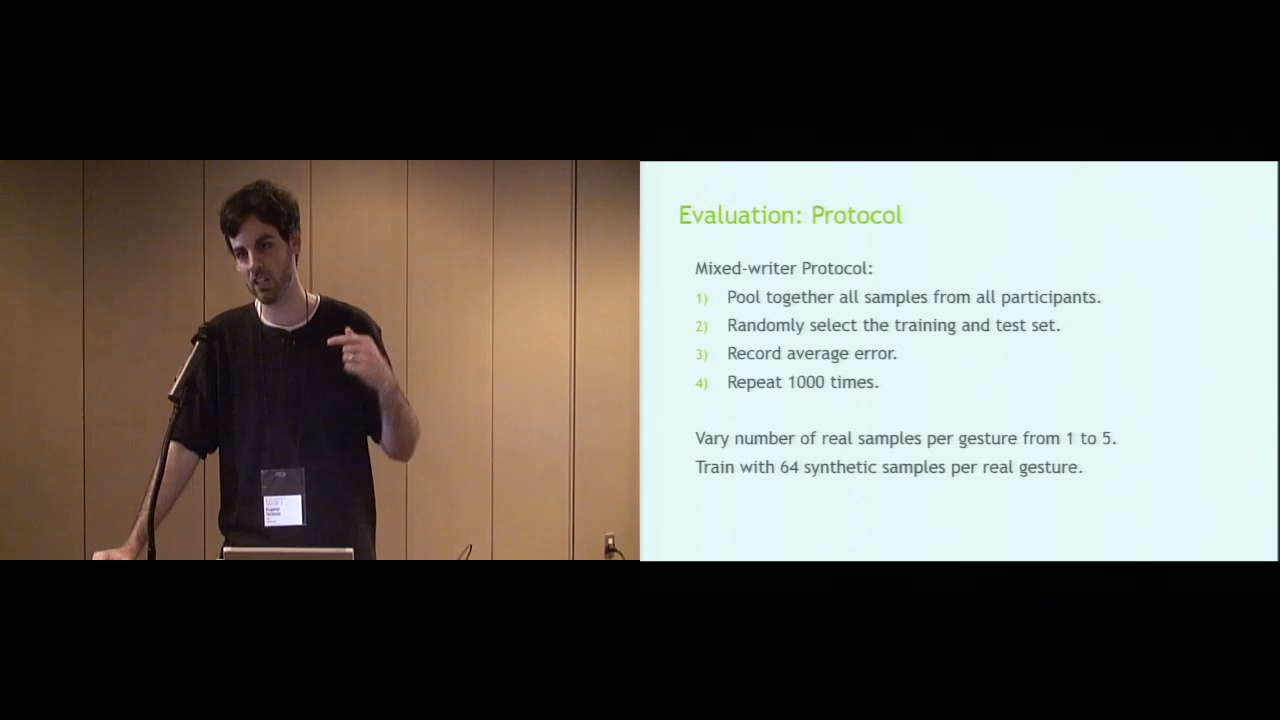 Evaluation: Protocol
Mixed-writer Protocol:
1) Pool together all samples from all participants.
2) Randomly select the training and test set.
3) Record average error.
4) Repeat 1000 times.
Vary number of real samples per gesture from 1 to 5.
Train with 64 synthetic samples per real gesture.
UIST
Eugene